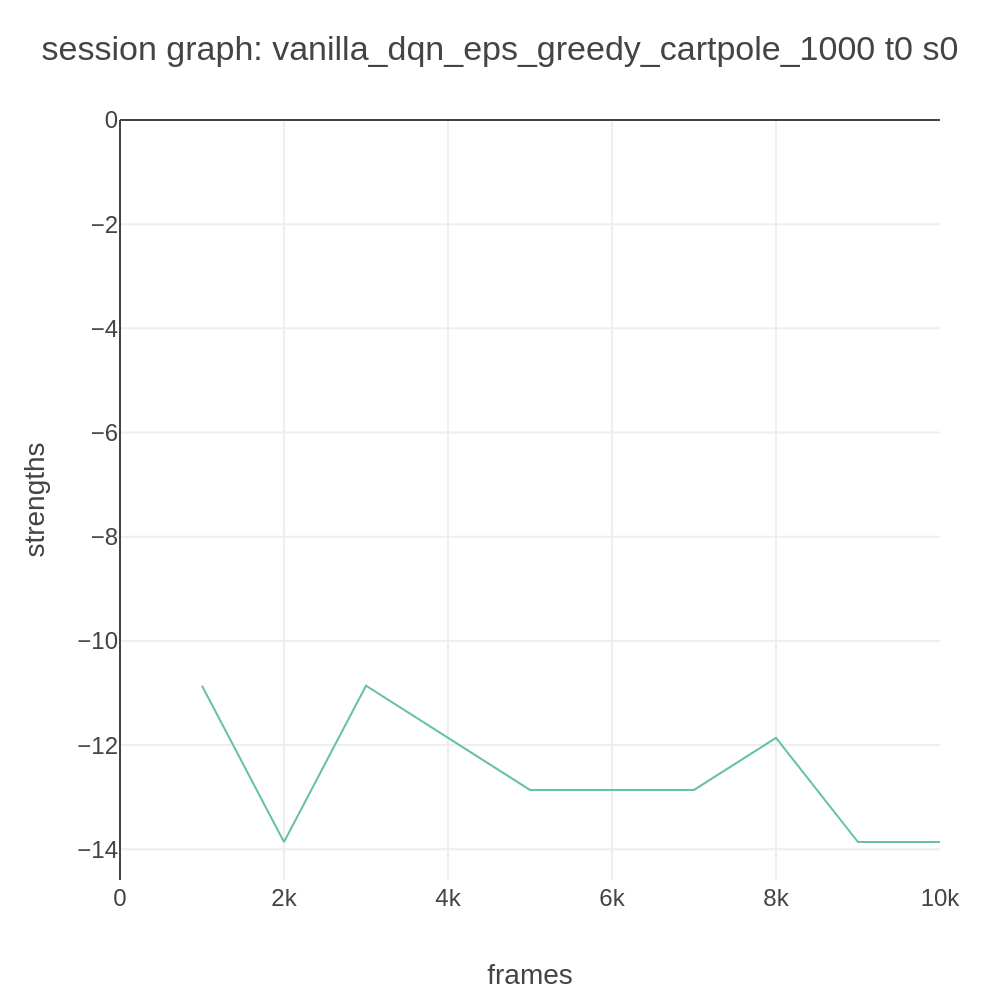 session graph: vanilla_dqn_eps_greedy_cartpole_1000 t0 s0
0
−2
−4
−6
−8
−10
−12
−14
strengths
0 2k 4k 6k 8k 10k
frames